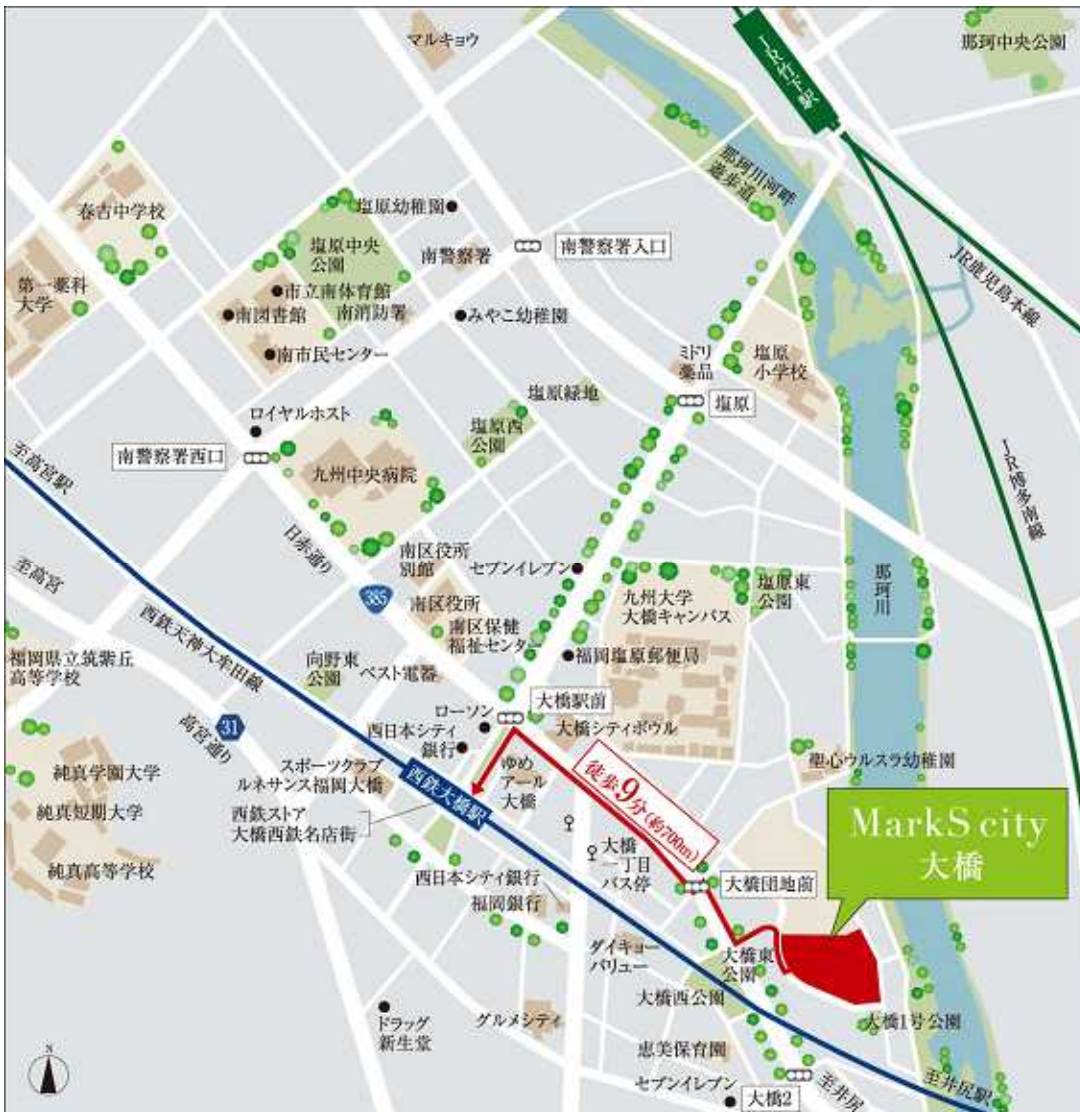 マルキョウ
那珂中央公園
JR竹下駅
那珂川河畔
遊歩道
春吉中学校
塩原幼稚園
塩原中央
公園
南警察署
南警察署入口
第一薬科
大学
市立南体育館
南図書館
南消防署
みやこ幼稚園
JR鹿児島本線
南市民センター
ミドリ
薬品
塩原
小学校
塩原緑地
塩原
ロイヤルホスト
塩原西
公園
南警察署西口
九州中央病院
至高宮駅
JR博多南線
日赤通り
南区役所
別館
セブンイレブン
九州大学
大橋キャンパス
塩原東
公園
那珂川
至高宮
385
南区役所
南区保健
福祉センター
西鉄天神大牟田線
福岡県立筑紫丘
高等学校
向野東
公園
ベスト電器
福岡塩原郵便局
31
高宮通り
ローソン
大橋駅前
西日本シティ
銀行
大橋シティボウル
純真学園大学
スポーツクラブ
ルネサンス福岡大橋
西鉄大橋駅
ゆめ
アール
大橋
徒歩9分(約700m)
聖心ウルスラ幼稚園
純真短期大学
西鉄ストア
大橋西鉄名店街
MarkS city
大橋
純真高等学校
大橋
一丁目
バス停
西日本シティ銀行
福岡銀行
大橋団地前
ダイキョー
バリュー
大橋東
公園
大橋西公園
ドラッグ
新生堂
グルメシティ
大橋1号公園
恵美保育園
セブンイレブン
大橋2
至井尻
至井尻駅
N